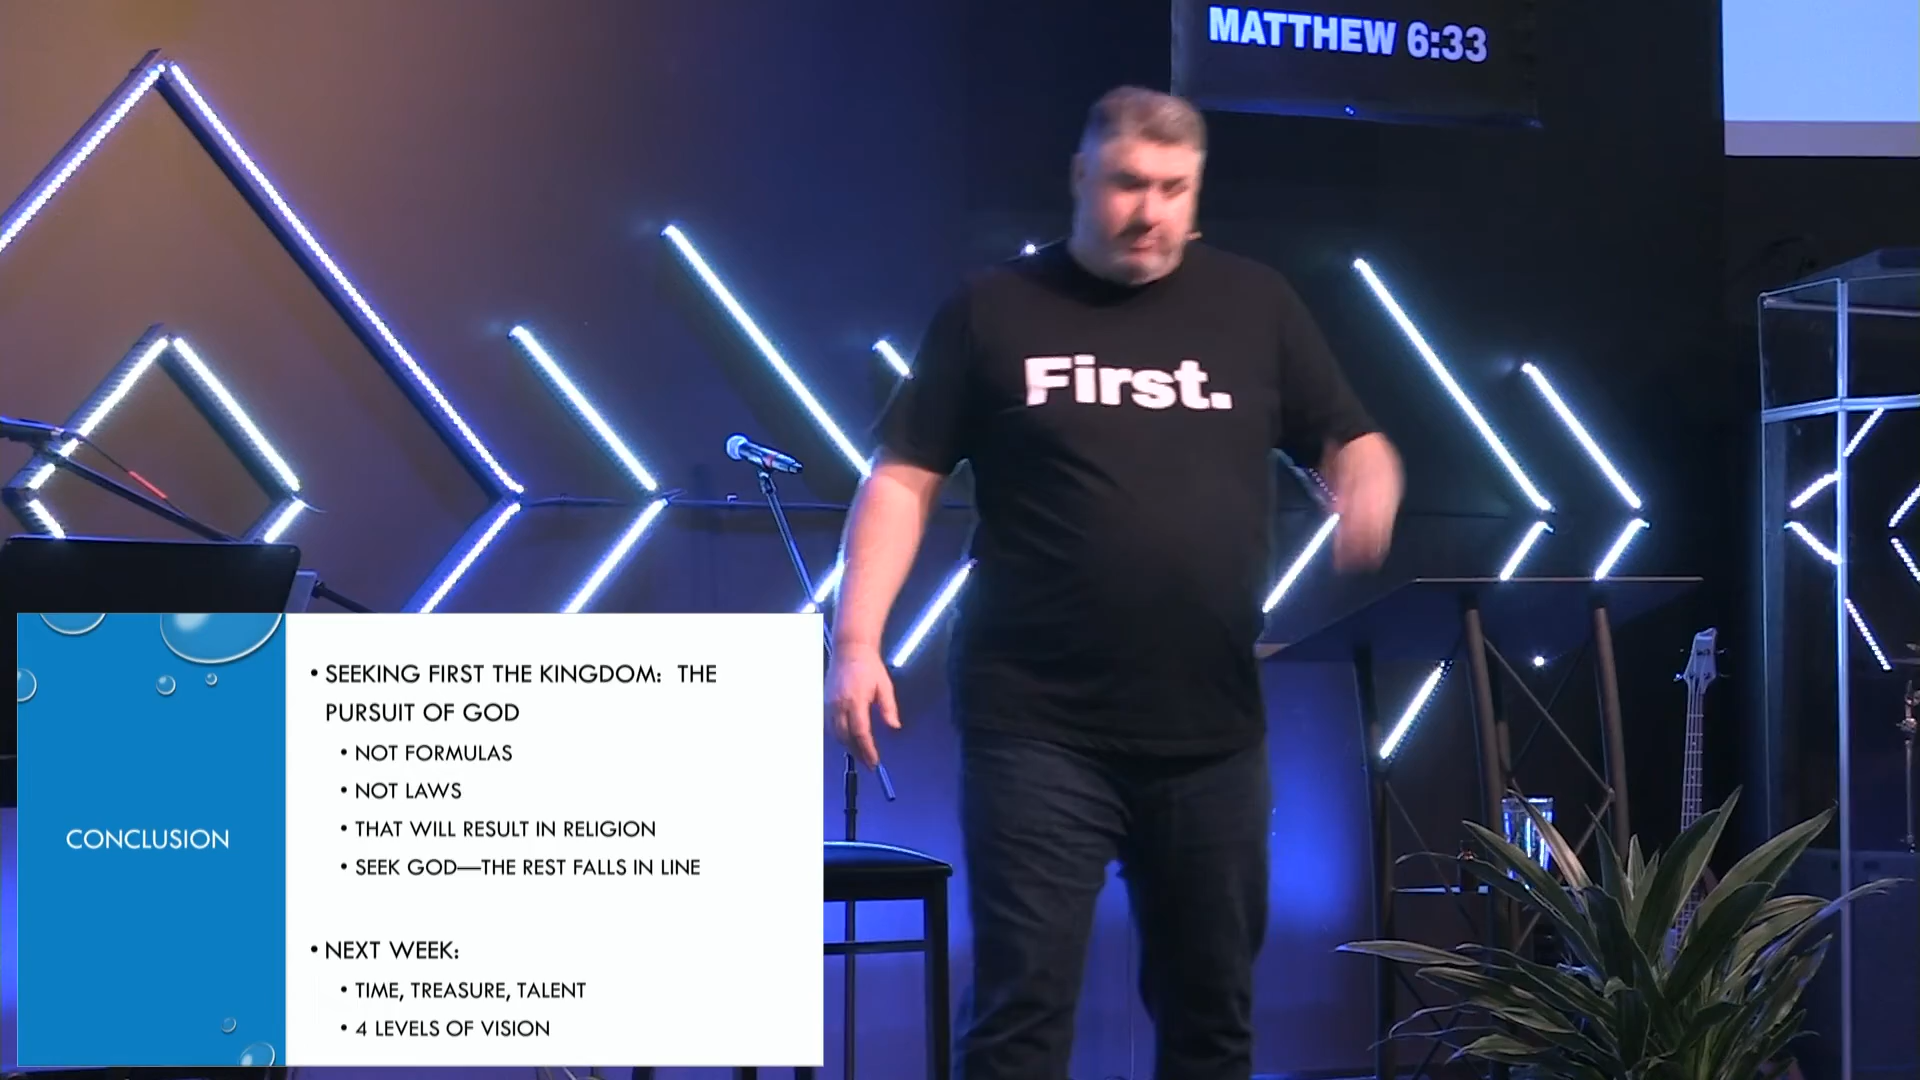 MATTHEW 6:33
First.
CONCLUSION
• SEEKING FIRST THE KINGDOM: THE
PURSUIT OF GOD
• NOT FORMULAS
• NOT LAWS
• THAT WILL RESULT IN RELIGION
• SEEK GOD—THE REST FALLS IN LINE
• NEXT WEEK:
• TIME, TREASURE, TALENT
• 4 LEVELS OF VISION